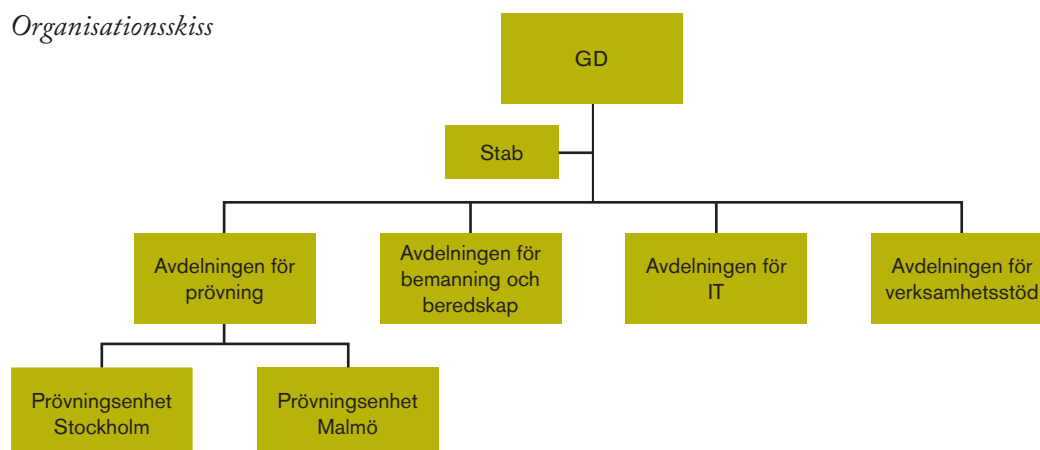 Organisationsskiss
GD
Stab
Avdelningen för
prövning
Avdelningen för
bemanning och
beredskap
Avdelningen för
IT
Avdelningen för
verksamhetsstöd
Prövningsenhet
Stockholm
Prövningsenhet
Malmö